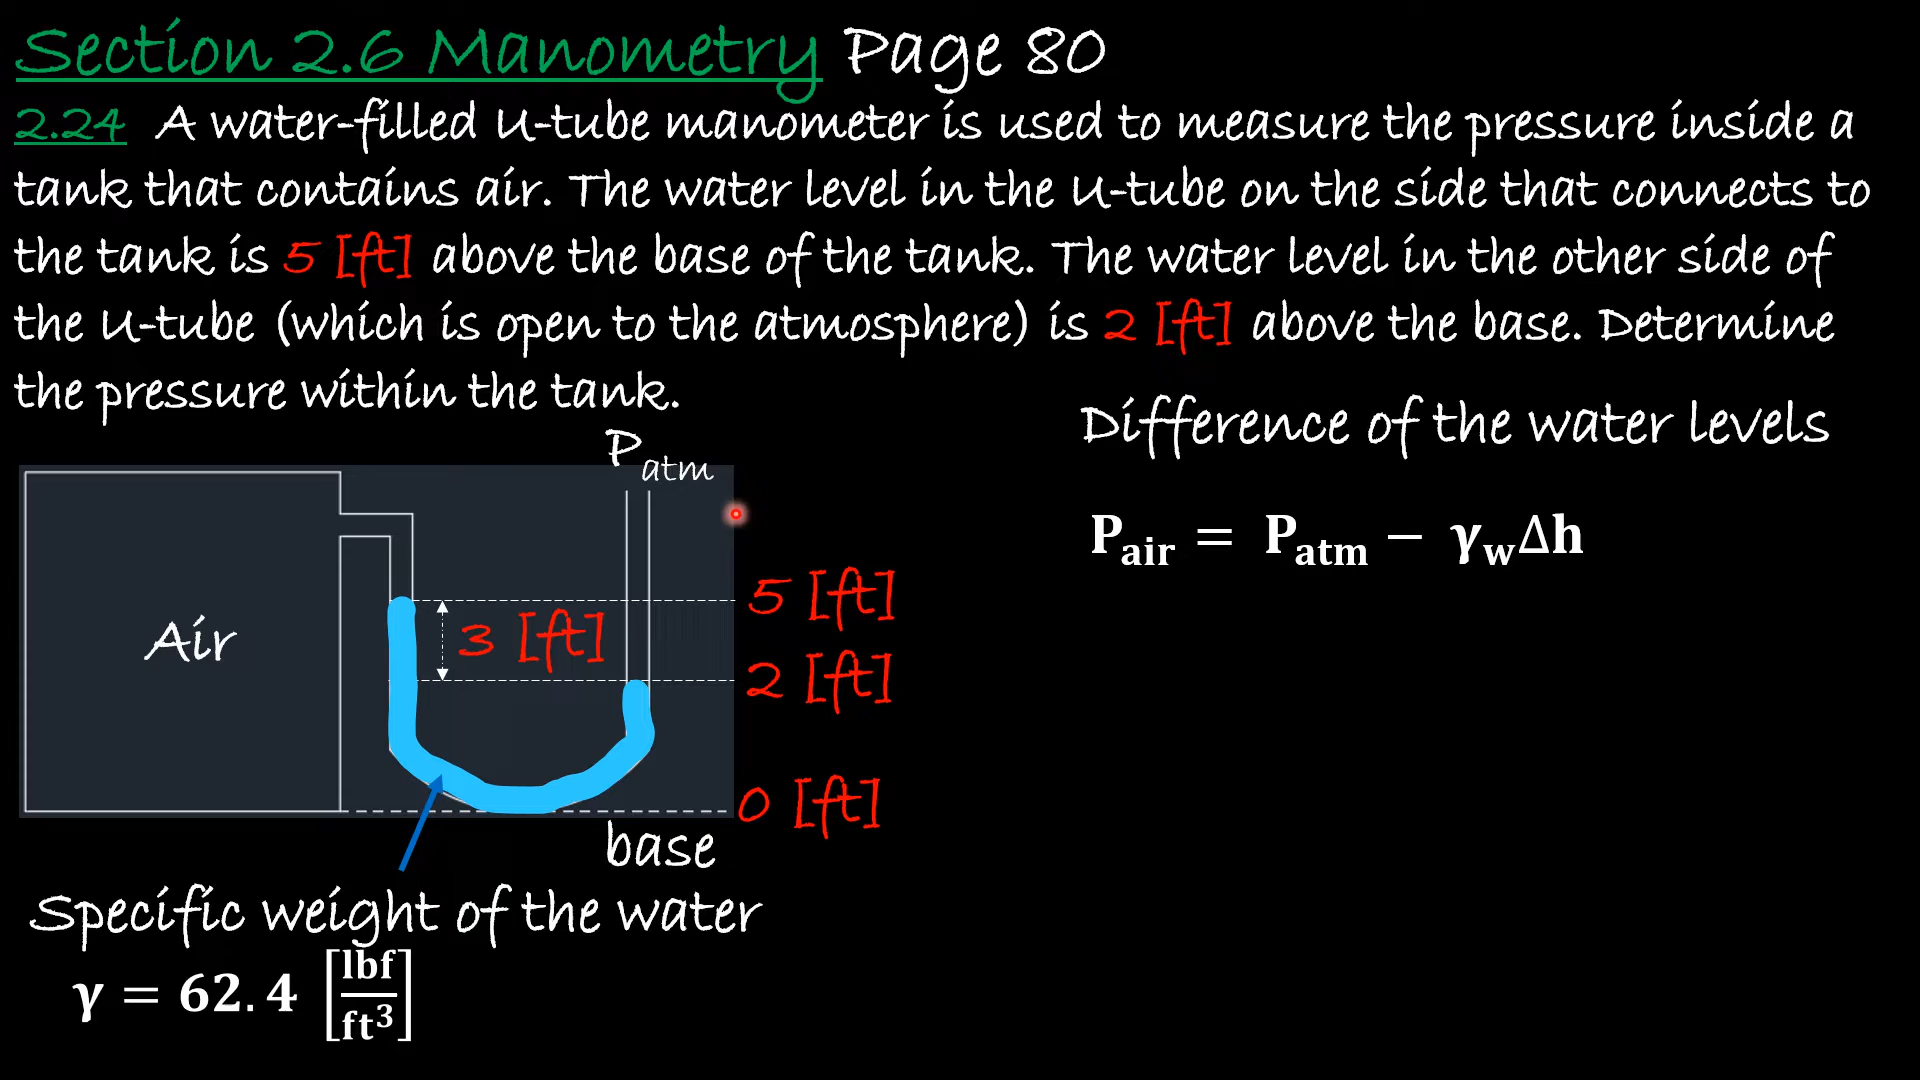 Section 2.6 Manometry Page 80
2.24 A water-filled U-tube manometer is used to measure the pressure inside a
tank that contains air. The water level in the U-tube on the side that connects to
the tank is 5 [ft] above the base of the tank. The water level in the other side of
the U-tube (which is open to the atmosphere) is 2 [ft] above the base. Determine
the pressure within the tank.
Difference of the water levels
P_atm
P_air = P_atm − γ_wΔh
5 [ft]
3 [ft]
Air
2 [ft]
0 [ft]
base
Specific weight of the water
γ = 62.4 [lbf/ft³]